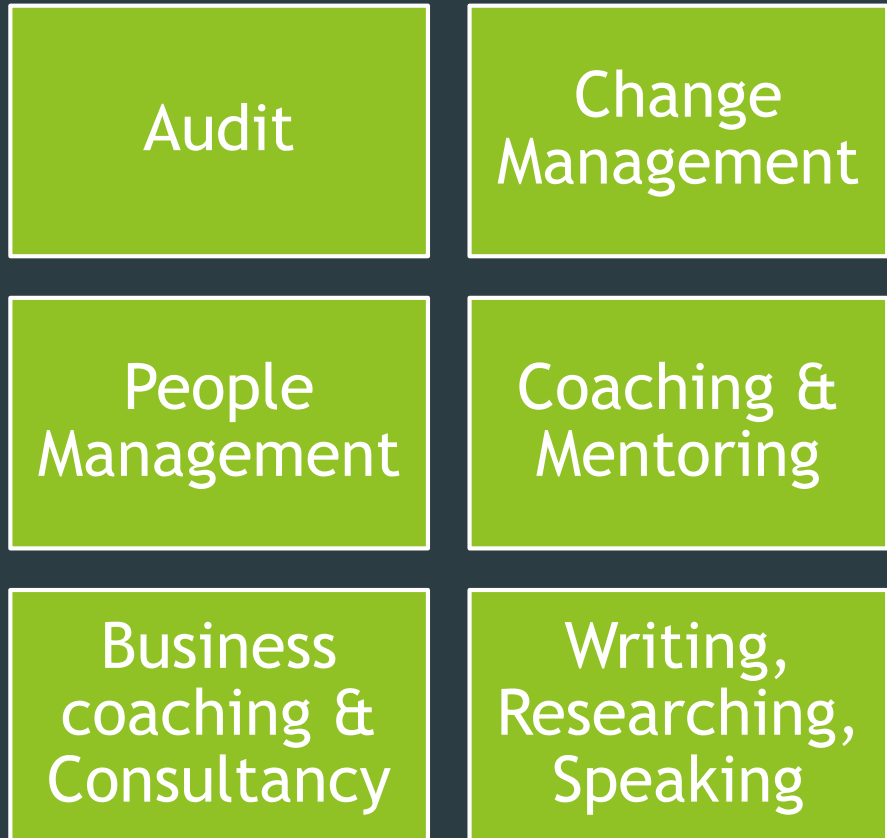 Audit
Change
Management
People
Management
Coaching &
Mentoring
Business
coaching &
Consultancy
Writing,
Researching,
Speaking